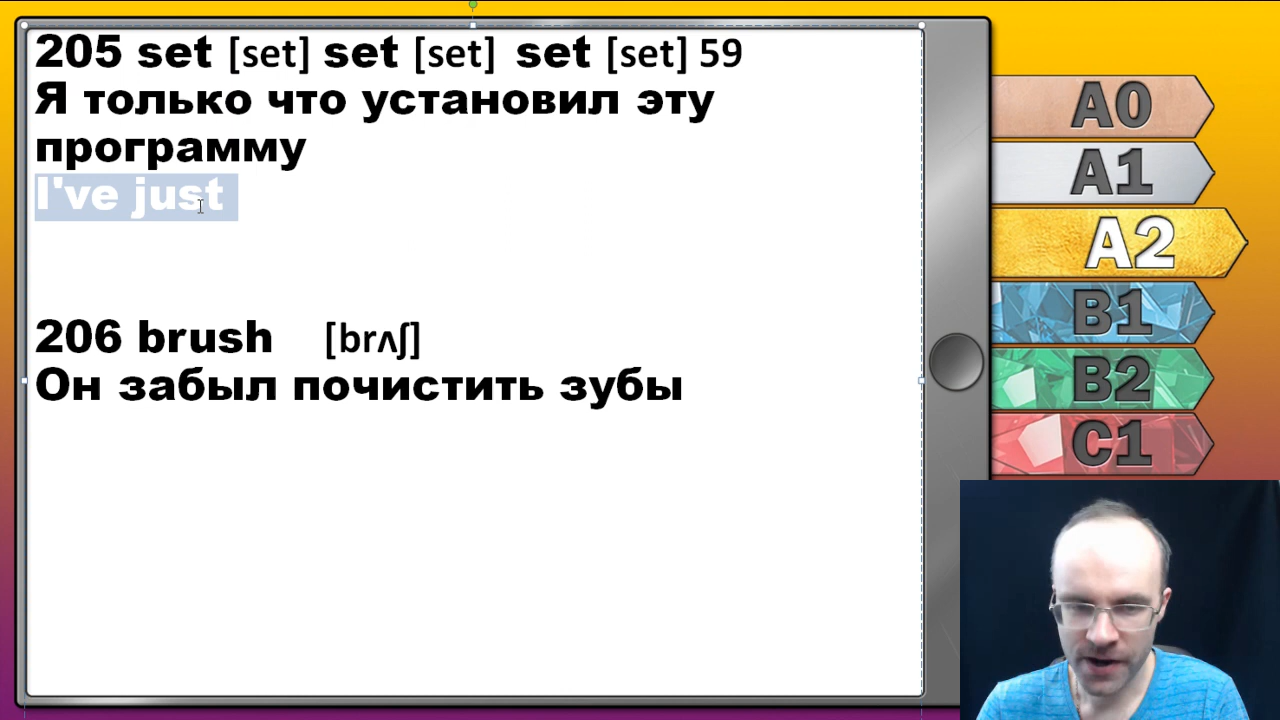 205 set [set] set [set] set [set] 59
Я только что установил эту
программу
I've just
206 brush [brʌʃ]
Он забыл почистить зубы
A0
A1
A2
B1
B2
C1